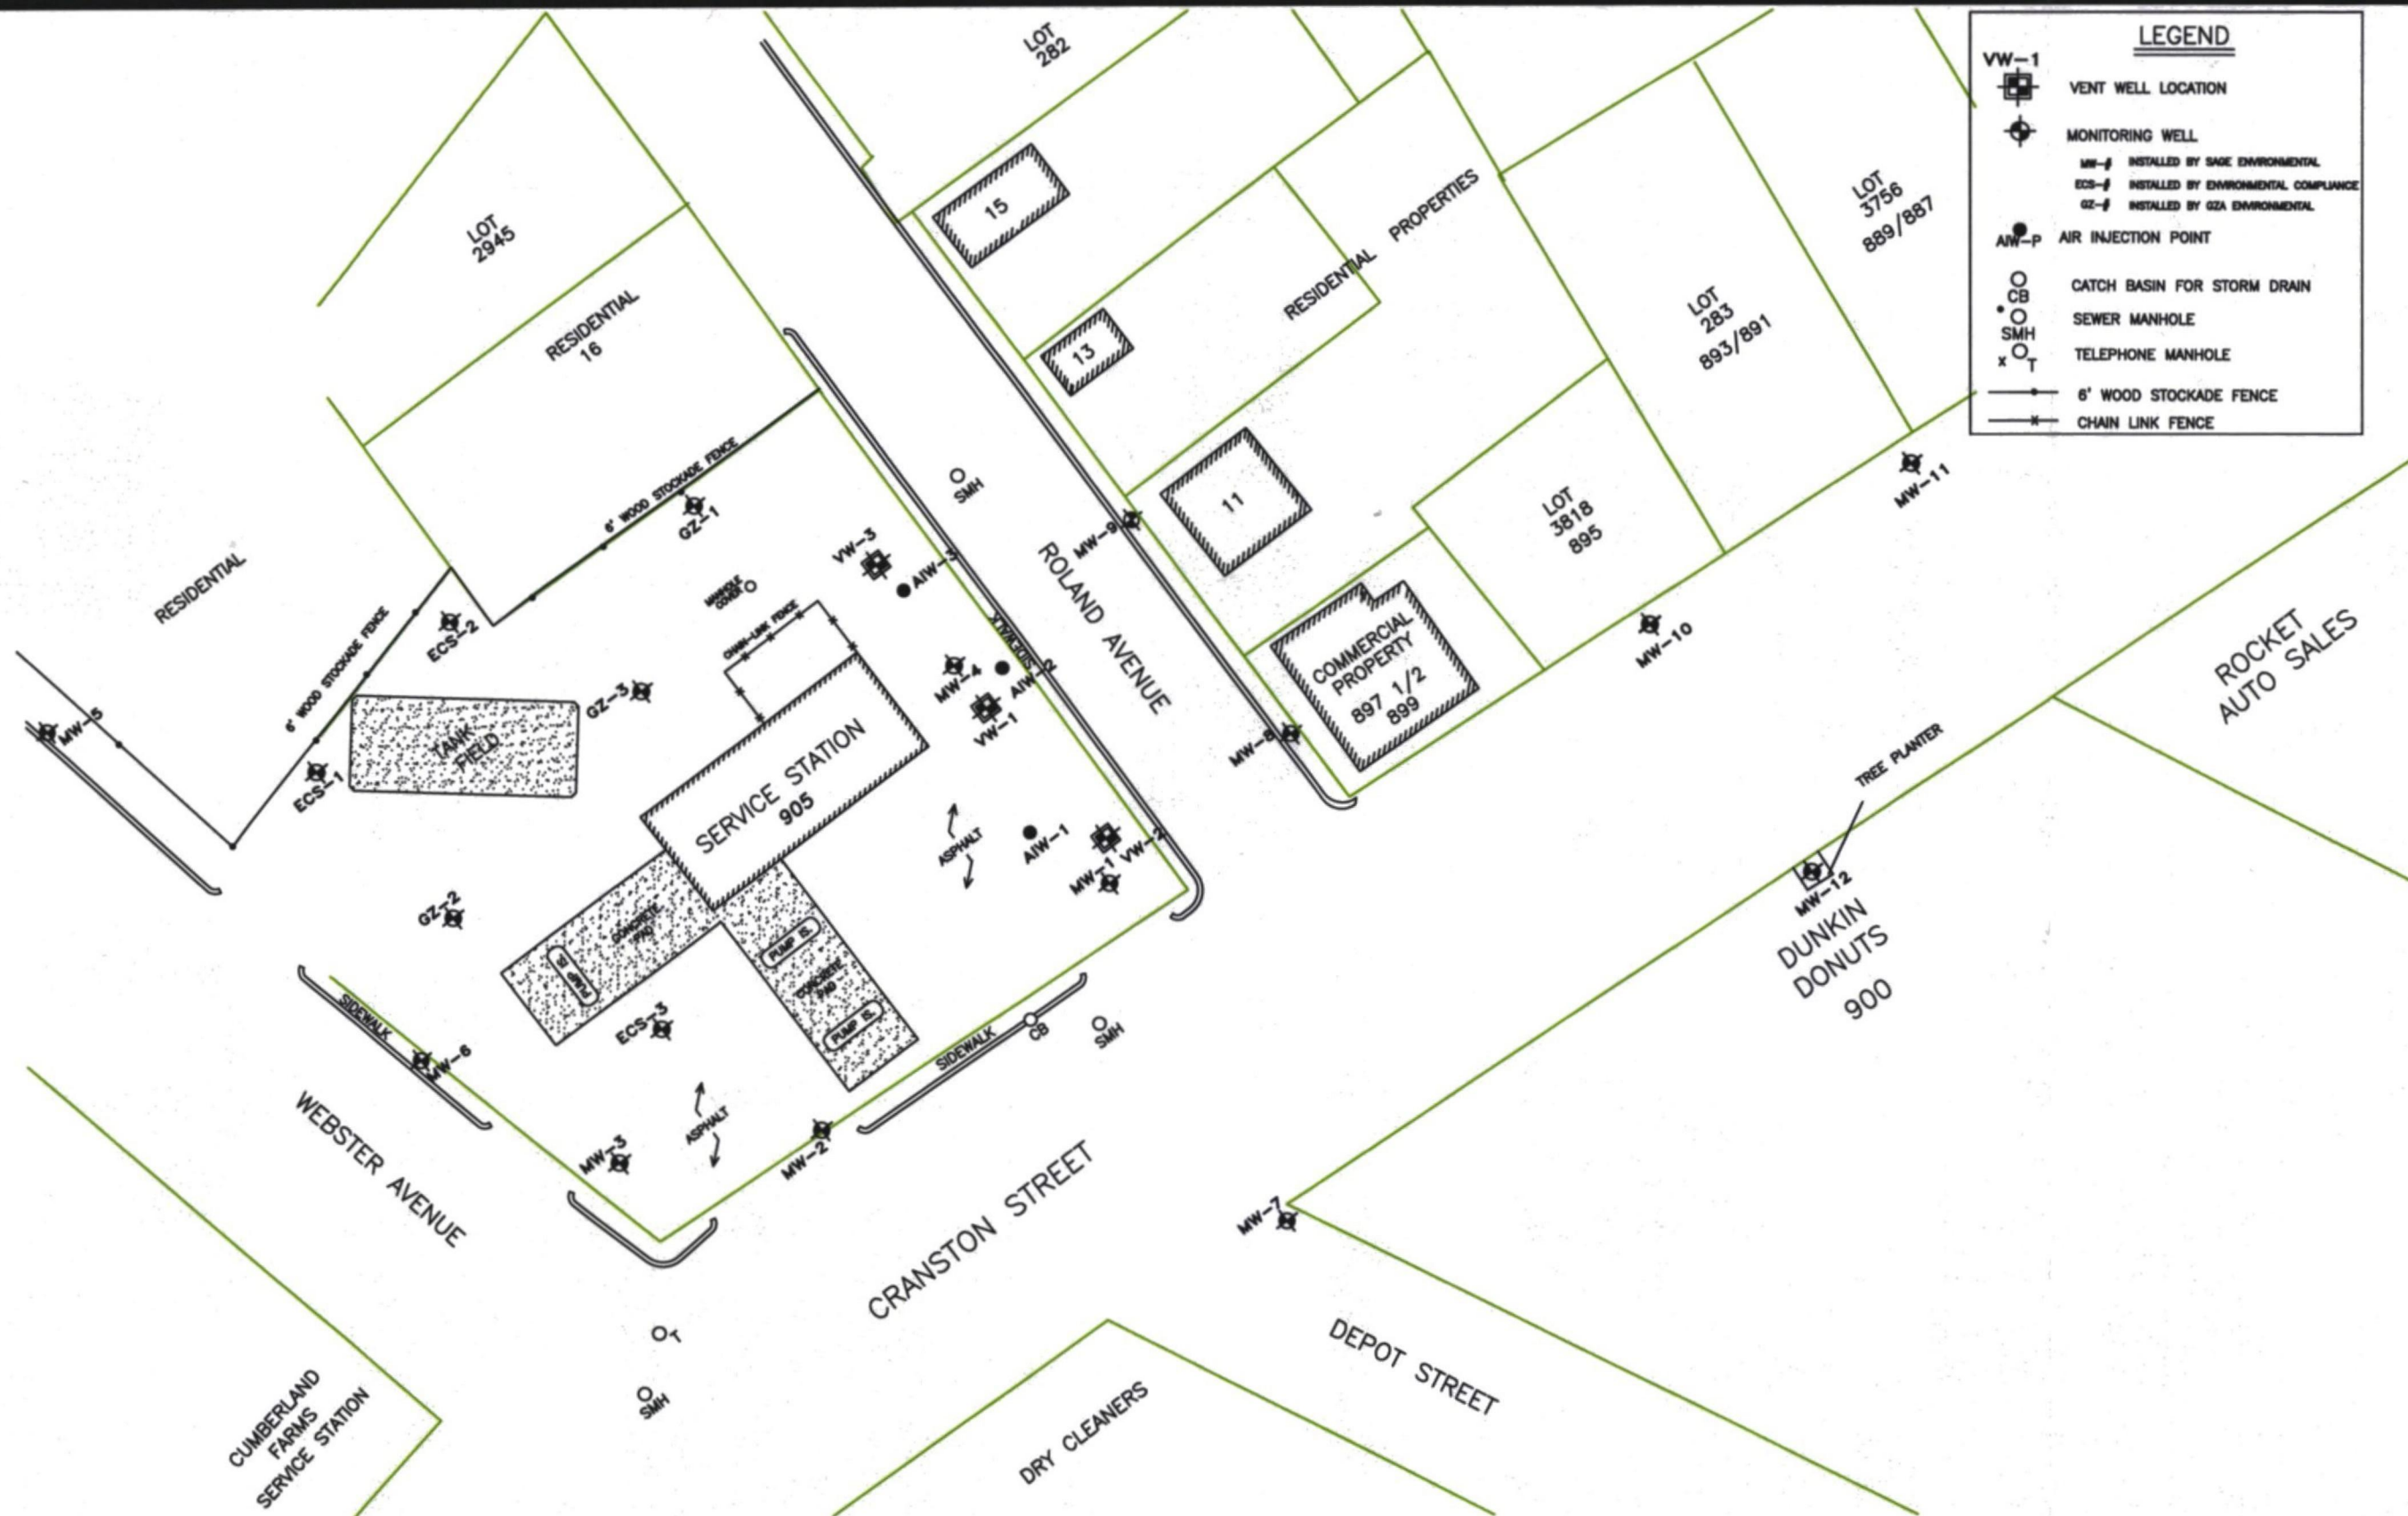 LEGEND
VW-1
VENT WELL LOCATION
MONITORING WELL
MW-# INSTALLED BY SAGE ENVIRONMENTAL
ECS-# INSTALLED BY ENVIRONMENTAL COMPLIANCE
GZ-# INSTALLED BY GZA ENVIRONMENTAL
AIW-P AIR INJECTION POINT
CB CATCH BASIN FOR STORM DRAIN
SMH SEWER MANHOLE
T TELEPHONE MANHOLE
6' WOOD STOCKADE FENCE
CHAIN LINK FENCE
LOT
282
LOT
2945
RESIDENTIAL
16
15
13
11
RESIDENTIAL PROPERTIES
LOT
3756
889/887
LOT
283
893/891
LOT
3818
895
COMMERCIAL
PROPERTY
897 1/2
899
MW-11
MW-10
MW-9
MW-8
ROLAND AVENUE
SMH
6' WOOD STOCKADE FENCE
GZ-1
RESIDENTIAL
6' WOOD STOCKADE FENCE
ECS-2
ECS-1
MW-5
TANK
FIELD
GZ-3
MANHOLE
COVER
CHAIN-LINK FENCE
VW-3
AIW-3
SIDEWALK
MW-4
AIW-2
VW-1
SERVICE STATION
905
ASPHALT
AIW-1
VW-2
MW-1
GZ-2
CONCRETE
PAD
PUMP IS.
PUMP IS.
CONCRETE
PAD
PUMP IS.
ECS-3
SIDEWALK
MW-6
MW-3
ASPHALT
MW-2
SIDEWALK
CB
SMH
WEBSTER AVENUE
CRANSTON STREET
MW-7
DEPOT STREET
T
SMH
CUMBERLAND
FARMS
SERVICE STATION
DRY CLEANERS
TREE PLANTER
MW-12
DUNKIN
DONUTS
900
ROCKET
AUTO SALES